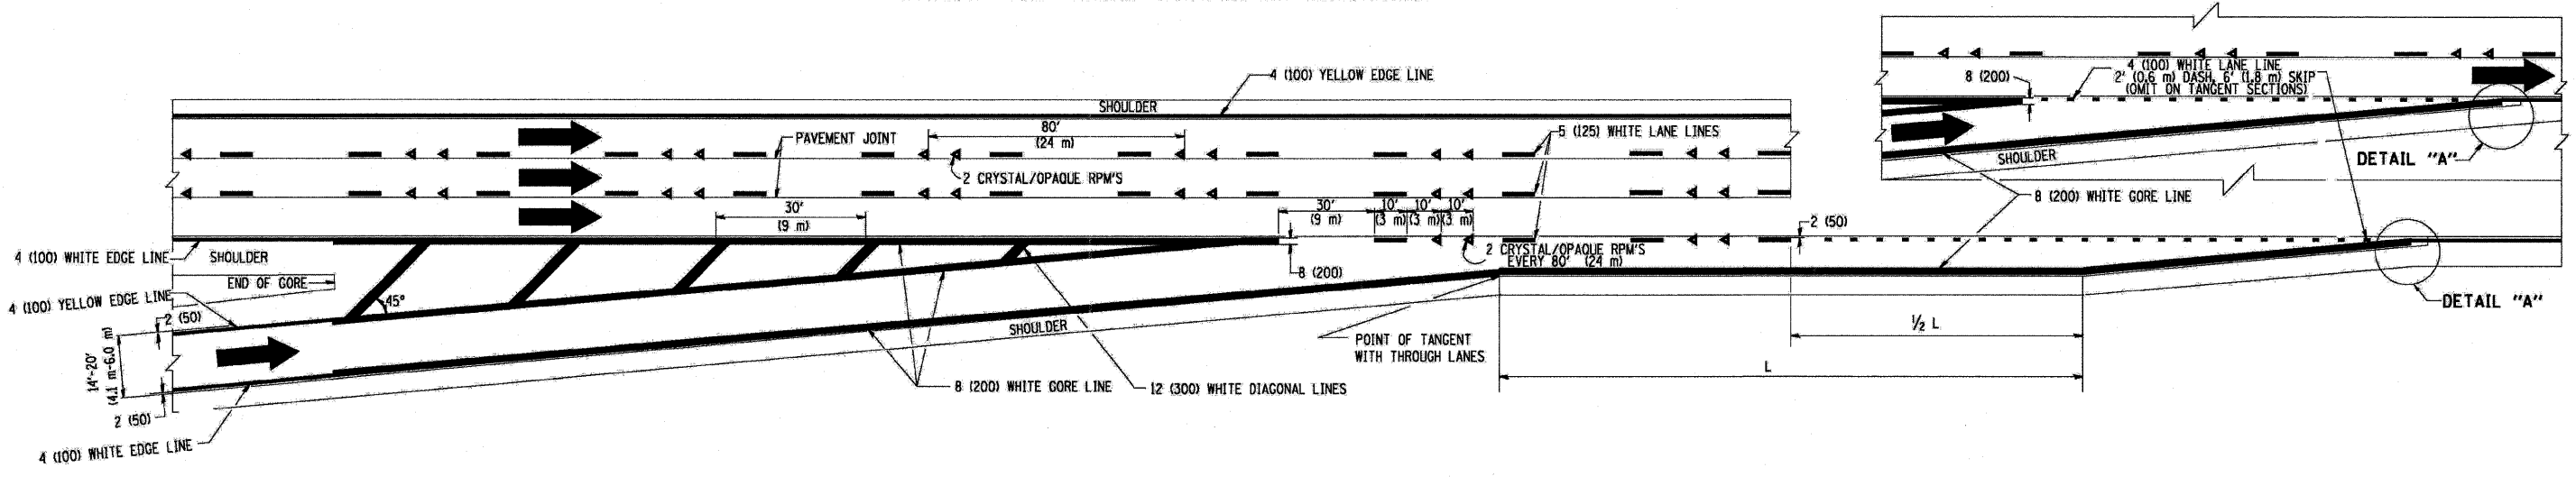 4 (100) YELLOW EDGE LINE
SHOULDER
80'
(24 m)
PAVEMENT JOINT
5 (125) WHITE LANE LINES
2 CRYSTAL/OPAQUE RPM'S
30'
(9 m)
30'
(9 m)
10'
(3 m)
10'
(3 m)
10'
(3 m)
4 (100) WHITE EDGE LINE
SHOULDER
END OF GORE
4 (100) YELLOW EDGE LINE
45°
2 (50)
14'-20'
(4.1 m-6.0 m)
2 (50)
4 (100) WHITE EDGE LINE
8 (200)
2 CRYSTAL/OPAQUE RPM'S
EVERY 80' (24 m)
SHOULDER
8 (200) WHITE GORE LINE
12 (300) WHITE DIAGONAL LINES
POINT OF TANGENT
WITH THROUGH LANES
½ L
L
2 (50)
8 (200)
4 (100) WHITE LANE LINE
2' (0.6 m) DASH, 6' (1.8 m) SKIP
(OMIT ON TANGENT SECTIONS)
SHOULDER
DETAIL "A"
8 (200) WHITE GORE LINE
DETAIL "A"